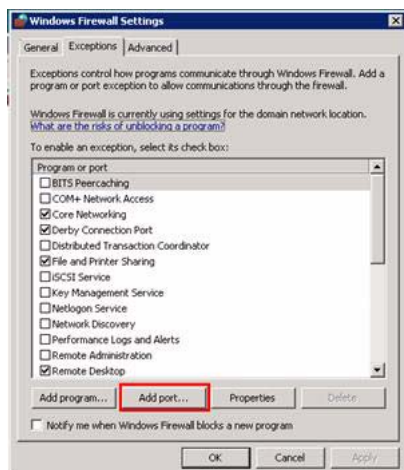 Windows Firewall Settings
General Exceptions Advanced
Exceptions control how programs communicate through Windows Firewall. Add a
program or port exception to allow communications through the firewall.
Windows Firewall is currently using settings for the domain network location.
What are the risks of unblocking a program?
To enable an exception, select its check box:
Program or port
BITS Peercaching
COM+ Network Access
Core Networking
Derby Connection Port
Distributed Transaction Coordinator
File and Printer Sharing
iSCSI Service
Key Management Service
Netlogon Service
Network Discovery
Performance Logs and Alerts
Remote Administration
Remote Desktop
Add program... Add port... Properties Delete
Notify me when Windows Firewall blocks a new program
OK Cancel Apply